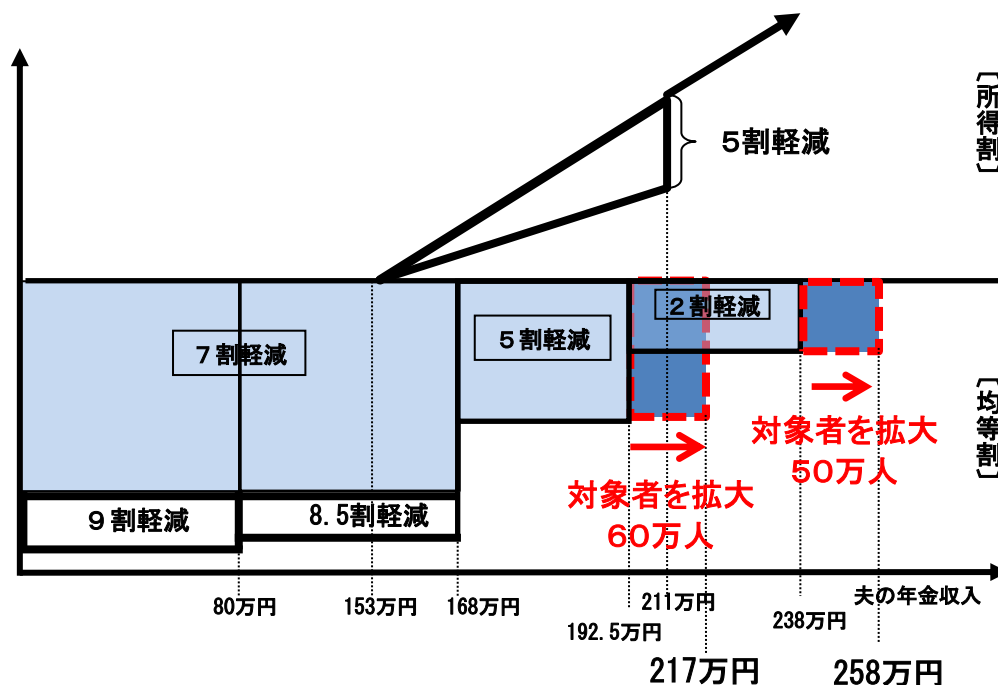 〔所得割〕
5割軽減
7割軽減
5割軽減
2割軽減
〔均等割〕
対象者を拡大
50万人
対象者を拡大
60万人
9割軽減
8.5割軽減
80万円
153万円
168万円
192.5万円
211万円
217万円
238万円
258万円
夫の年金収入